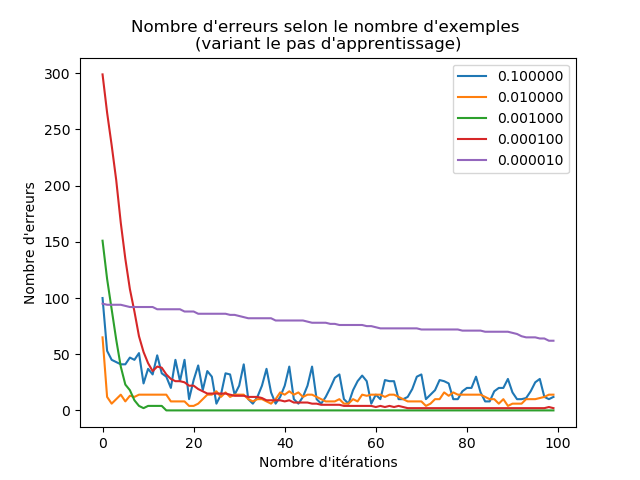 Nombre d'erreurs selon le nombre d'exemples
(variant le pas d'apprentissage)
300
250
200
150
100
50
0
Nombre d'erreurs
0.100000
0.010000
0.001000
0.000100
0.000010
0 20 40 60 80 100
Nombre d'itérations